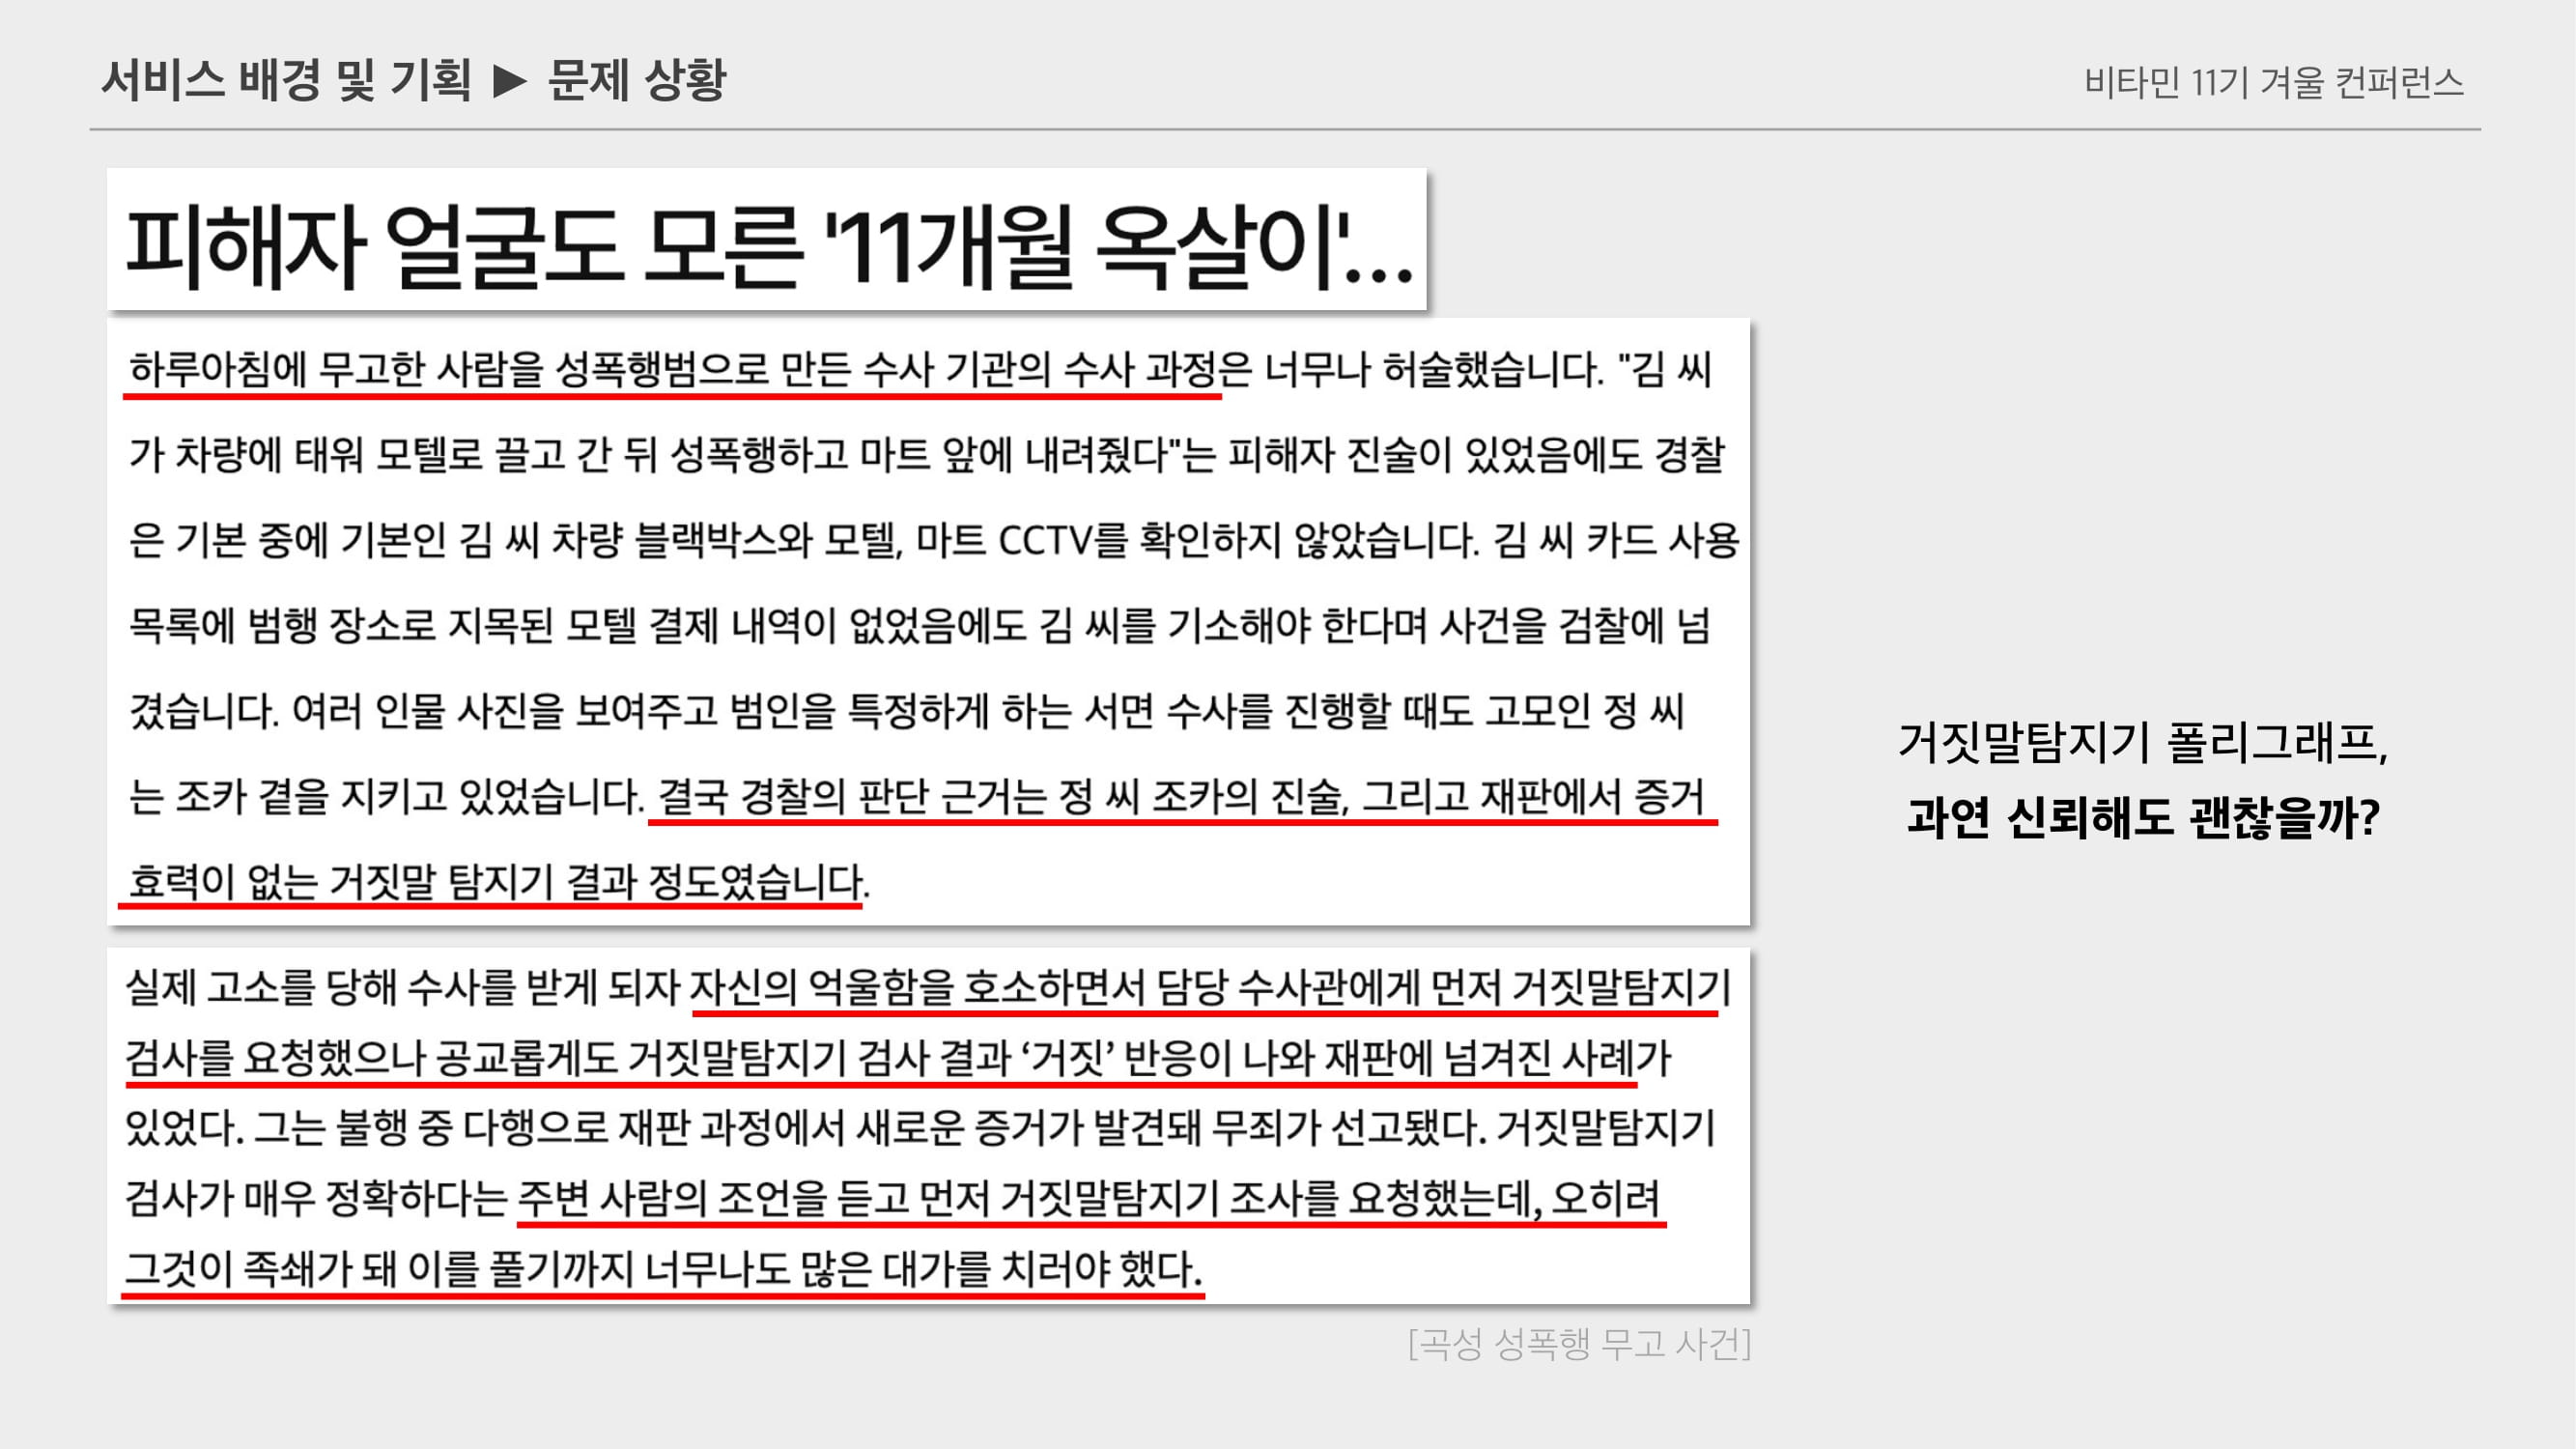 서비스 배경 및 기획 ▶ 문제 상황
비타민 11기 겨울 컨퍼런스
피해자 얼굴도 모른 '11개월 옥살이'...
하루아침에 무고한 사람을 성폭행범으로 만든 수사 기관의 수사 과정은 너무나 허술했습니다. "김 씨
가 차량에 태워 모텔로 끌고 간 뒤 성폭행하고 마트 앞에 내려줬다"는 피해자 진술이 있었음에도 경찰
은 기본 중에 기본인 김 씨 차량 블랙박스와 모텔, 마트 CCTV를 확인하지 않았습니다. 김 씨 카드 사용
목록에 범행 장소로 지목된 모텔 결제 내역이 없었음에도 김 씨를 기소해야 한다며 사건을 검찰에 넘
겼습니다. 여러 인물 사진을 보여주고 범인을 특정하게 하는 서면 수사를 진행할 때도 고모인 정 씨
는 조카 곁을 지키고 있었습니다. 결국 경찰의 판단 근거는 정 씨 조카의 진술, 그리고 재판에서 증거
효력이 없는 거짓말 탐지기 결과 정도였습니다.
실제 고소를 당해 수사를 받게 되자 자신의 억울함을 호소하면서 담당 수사관에게 먼저 거짓말탐지기
검사를 요청했으나 공교롭게도 거짓말탐지기 검사 결과 ‘거짓’ 반응이 나와 재판에 넘겨진 사례가
있었다. 그는 불행 중 다행으로 재판 과정에서 새로운 증거가 발견돼 무죄가 선고됐다. 거짓말탐지기
검사가 매우 정확하다는 주변 사람의 조언을 듣고 먼저 거짓말탐지기 조사를 요청했는데, 오히려
그것이 족쇄가 돼 이를 풀기까지 너무나도 많은 대가를 치러야 했다.
[곡성 성폭행 무고 사건]
거짓말탐지기 폴리그래프,
과연 신뢰해도 괜찮을까?